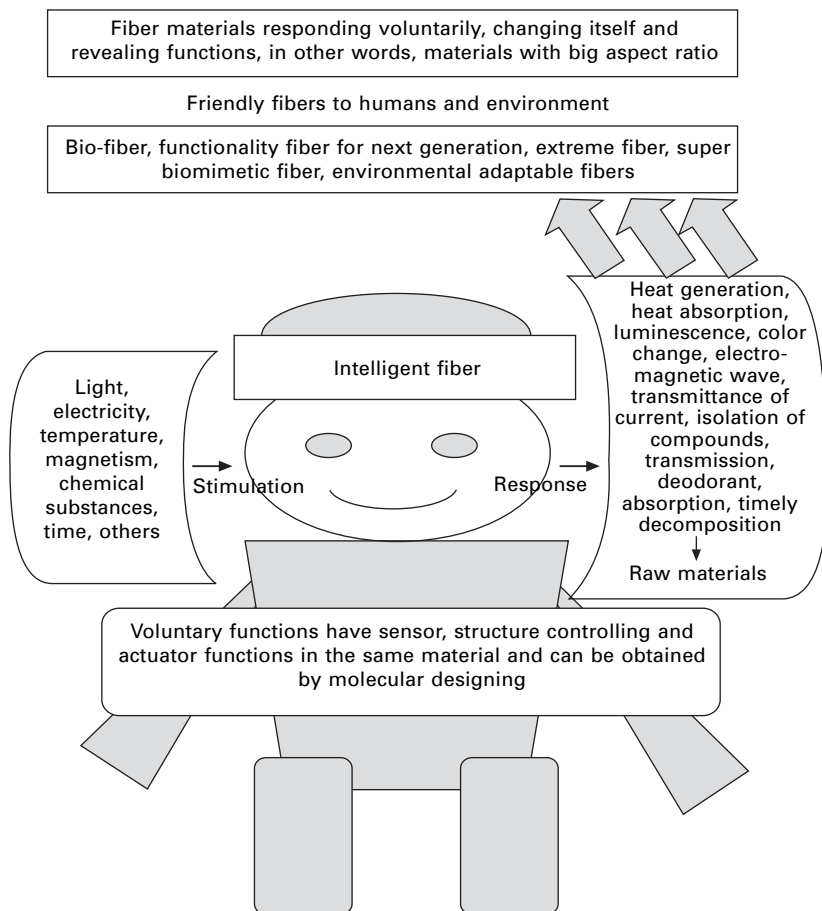 Fiber materials responding voluntarily, changing itself and
revealing functions, in other words, materials with big aspect ratio
Friendly fibers to humans and environment
Bio-fiber, functionality fiber for next generation, extreme fiber, super
biomimetic fiber, environmental adaptable fibers
Intelligent fiber
Light,
electricity,
temperature,
magnetism,
chemical
substances,
time, others
Stimulation
Response
Heat generation,
heat absorption,
luminescence, color
change, electro-
magnetic wave,
transmittance of
current, isolation of
compounds,
transmission,
deodorant,
absorption, timely
decomposition
Raw materials
Voluntary functions have sensor, structure controlling and
actuator functions in the same material and can be obtained
by molecular designing